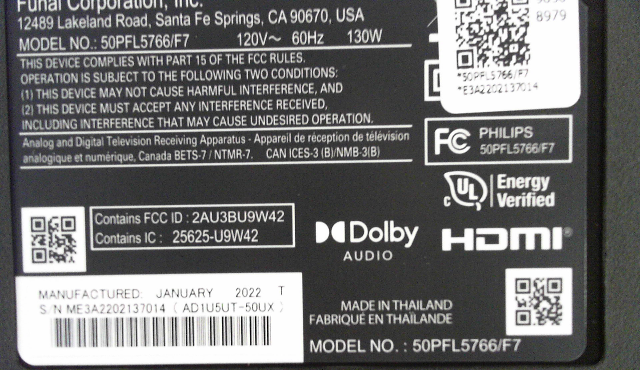 Funai Corporation, Inc.
12489 Lakeland Road, Santa Fe Springs, CA 90670, USA
MODEL NO.: 50PFL5766/F7 120V~ 60Hz 130W
THIS DEVICE COMPLIES WITH PART 15 OF THE FCC RULES.
OPERATION IS SUBJECT TO THE FOLLOWING TWO CONDITIONS:
(1) THIS DEVICE MAY NOT CAUSE HARMFUL INTERFERENCE, AND
(2) THIS DEVICE MUST ACCEPT ANY INTERFERENCE RECEIVED,
INCLUDING INTERFERENCE THAT MAY CAUSE UNDESIRED OPERATION.
Analog and Digital Television Receiving Apparatus - Appareil de réception de télévision
analogique et numérique, Canada BETS-7 / NTMR-7. CAN ICES-3 (B)/NMB-3(B)
8979
*50PFL5766/F7
*E3A2202137014
FC PHILIPS
50PFL5766/F7
c UL Energy
Verified
Contains FCC ID : 2AU3BU9W42
Contains IC : 25625-U9W42
Dolby
AUDIO
HDMI®
MANUFACTURED: JANUARY 2022 T
S/N ME3A2202137014 ( AD1U5UT-50UX )
MADE IN THAILAND
FABRIQUÉ EN THAÏLANDE
MODEL NO. : 50PFL5766/F7